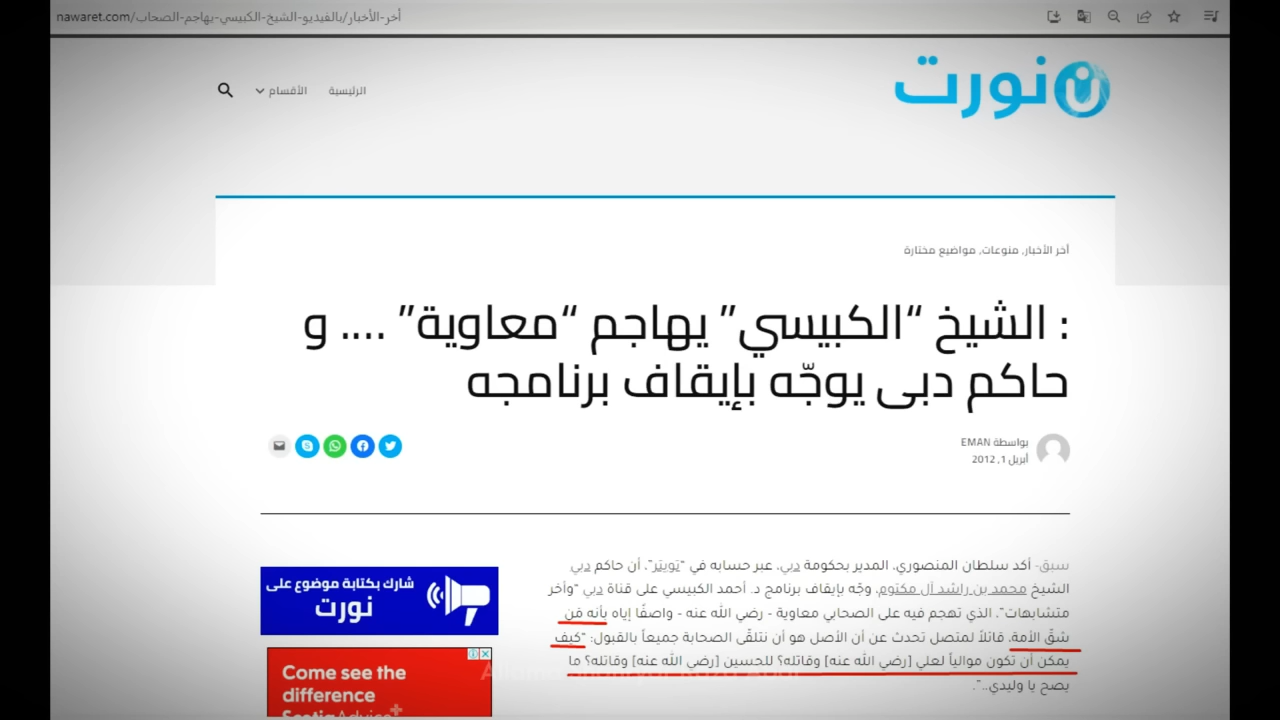 nawaret.com/أخر-الأخبار/بالفيديو-الشيخ-الكبيسي-يهاجم-الصحاب
نورت
الرئيسية الأقسام
أخر الأخبار, منوعات, مواضيع مختارة
: الشيخ “الكبيسي” يهاجم “معاوية” .... و
حاكم دبى يوجّه بإيقاف برنامجه
بواسطة EMAN
أبريل 1, 2012
سبق- أكد سلطان المنصوري، المدير بحكومة دبي، عبر حسابه في “تويتر”، أن حاكم دبي
الشيخ محمد بن راشد آل مكتوم، وجّه بإيقاف برنامج د. أحمد الكبيسي على قناة دبي “وأخر
متشابهات”. الذي تهجم فيه على الصحابي معاوية - رضي الله عنه - واصفًا إياه بأنه مَن
شقّ الأمة. قائلاً لمتصل تحدث عن أن الأصل هو أن نتلقّى الصحابة جميعاً بالقبول: “كيف
يمكن أن تكون موالياً لعلي [رضي الله عنه] وقاتله؟ للحسين [رضي الله عنه] وقاتله؟ ما
يصح يا وليدي..”.
شارك بكتابة موضوع على
نورت
Come see the
difference